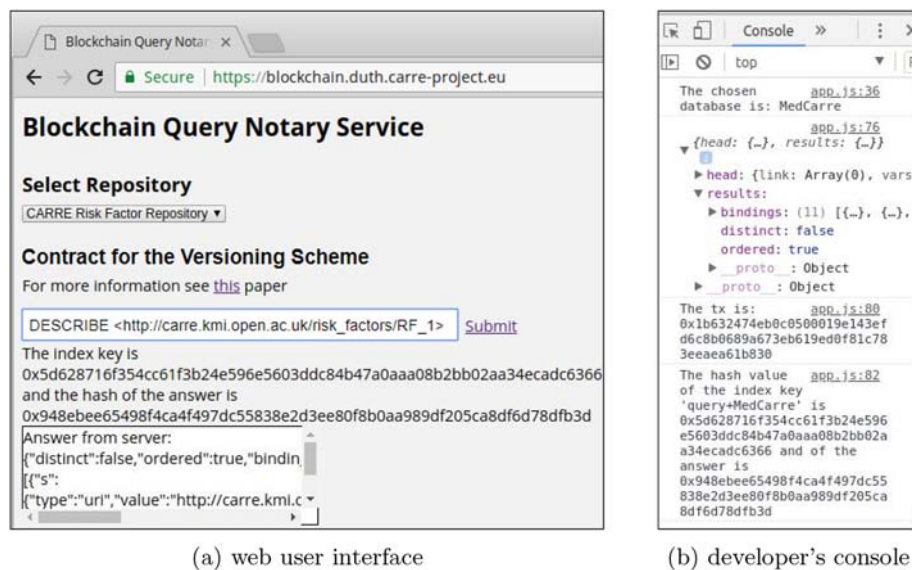 Blockchain Query Notar
Secure | https://blockchain.duth.carre-project.eu
Blockchain Query Notary Service
Select Repository
CARRE Risk Factor Repository
Contract for the Versioning Scheme
For more information see this paper
DESCRIBE <http://carre.kmi.open.ac.uk/risk_factors/RF_1> Submit
The index key is
0x5d628716f354cc61f3b24e596e5603ddc84b47a0aaa08b2bb02aa34ecadc6366
and the hash of the answer is
0x948ebee65498f4ca4f497dc55838e2d3ee80f8b0aa989df205ca8df6d78dfb3d
Answer from server:
{"distinct":false,"ordered":true,"bindin
[{"s":
{"type":"uri","value":"http://carre.kmi.o
(a) web user interface
Console »
top
The chosen app.js:36
database is: MedCarre
app.js:76
{head: {…}, results: {…}}
head: {link: Array(0), vars
results:
bindings: (11) [{…}, {…},
distinct: false
ordered: true
__proto__: Object
__proto__: Object
The tx is: app.js:80
0x1b632474eb0c0500019e143ef
d6c8b0689a673eb619ed0f81c78
3eeaea61b830
The hash value app.js:82
of the index key
'query+MedCarre' is
0x5d628716f354cc61f3b24e596
e5603ddc84b47a0aaa08b2bb02a
a34ecadc6366 and of the
answer is
0x948ebee65498f4ca4f497dc55
838e2d3ee80f8b0aa989df205ca
8df6d78dfb3d
(b) developer's console